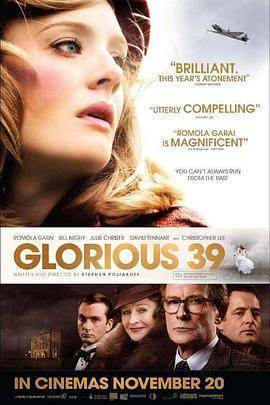 "BRILLIANT.
THIS YEAR'S ATONEMENT"
"UTTERLY COMPELLING"
"ROMOLA GARAI
IS MAGNIFICENT"
YOU CAN'T ALWAYS
RUN FROM THE PAST
ROMOLA GARAI BILL NIGHY JULIE CHRISTIE DAVID TENNANT WITH CHRISTOPHER LEE
GLORIOUS 39
WRITTEN AND DIRECTED BY STEPHEN POLIAKOFF
IN CINEMAS NOVEMBER 20